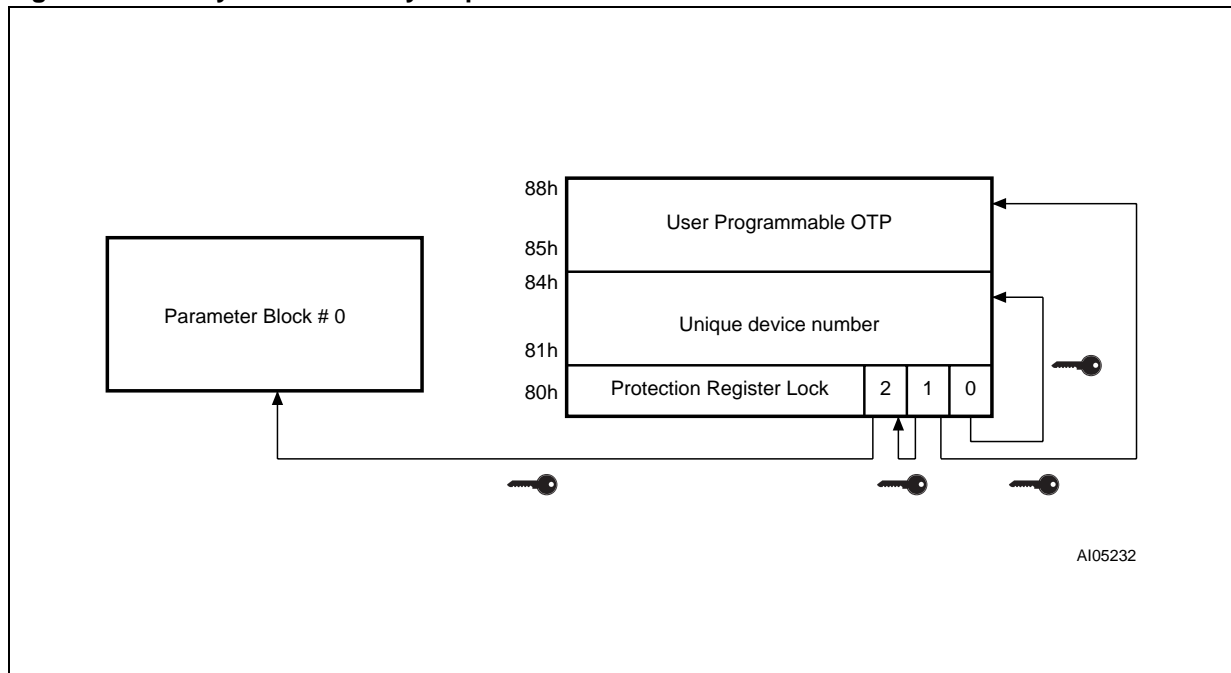 88h
User Programmable OTP
85h
84h
Parameter Block # 0
Unique device number
81h
80h
Protection Register Lock
2
1
0
AI05232